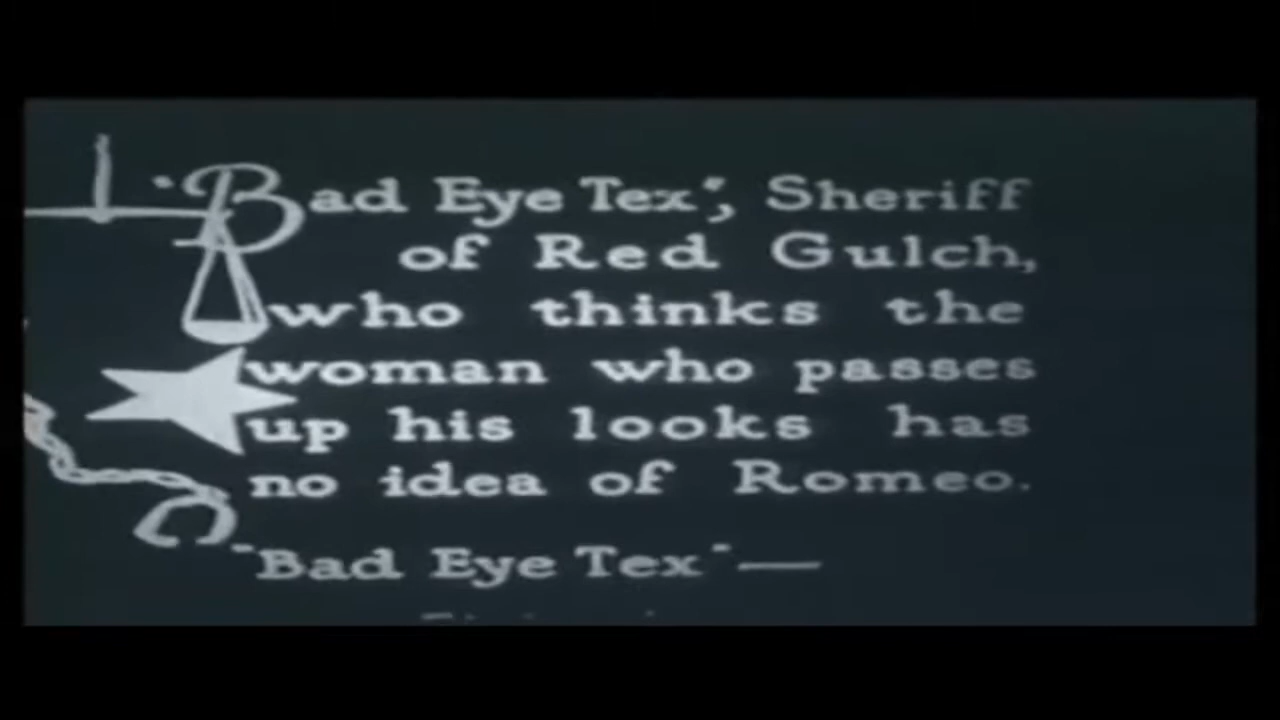 "Bad Eye Tex", Sheriff
of Red Gulch,
who thinks the
woman who passes
up his looks has
no idea of Romeo.
"Bad Eye Tex"—